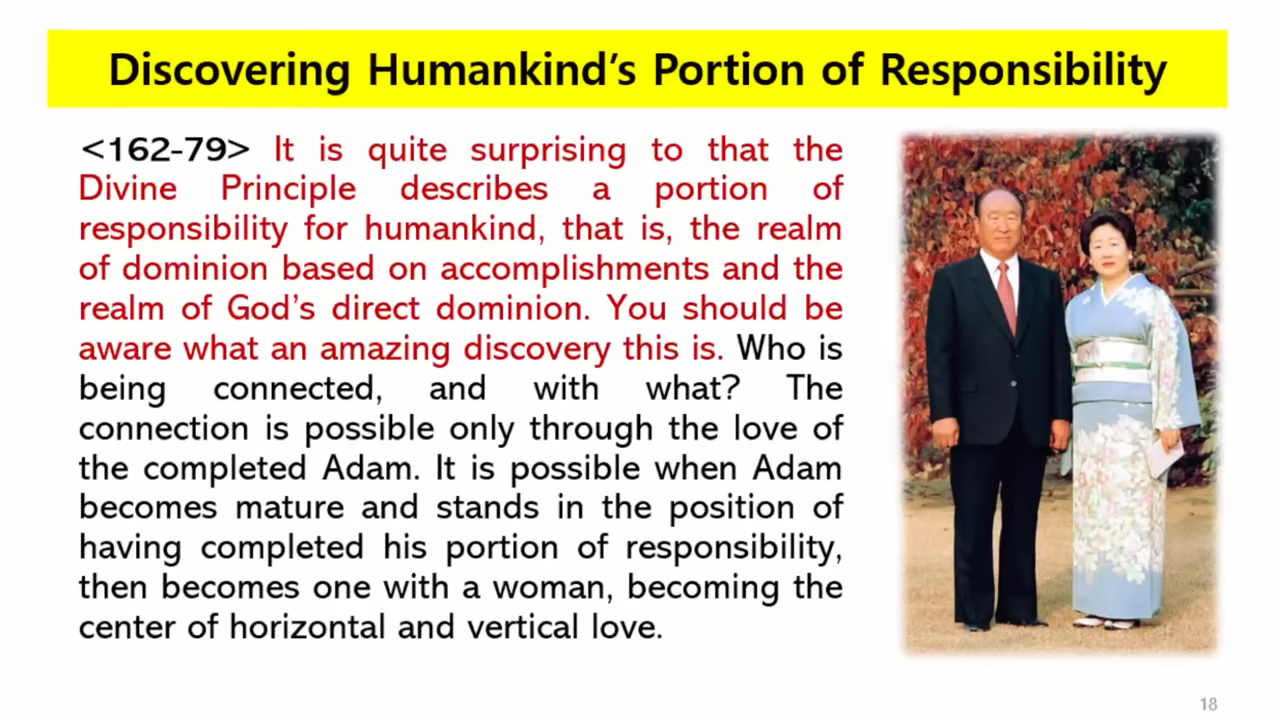 Discovering Humankind's Portion of Responsibility
<162-79> It is quite surprising to that the
Divine Principle describes a portion of
responsibility for humankind, that is, the realm
of dominion based on accomplishments and the
realm of God's direct dominion. You should be
aware what an amazing discovery this is. Who is
being connected, and with what? The
connection is possible only through the love of
the completed Adam. It is possible when Adam
becomes mature and stands in the position of
having completed his portion of responsibility,
then becomes one with a woman, becoming the
center of horizontal and vertical love.
18